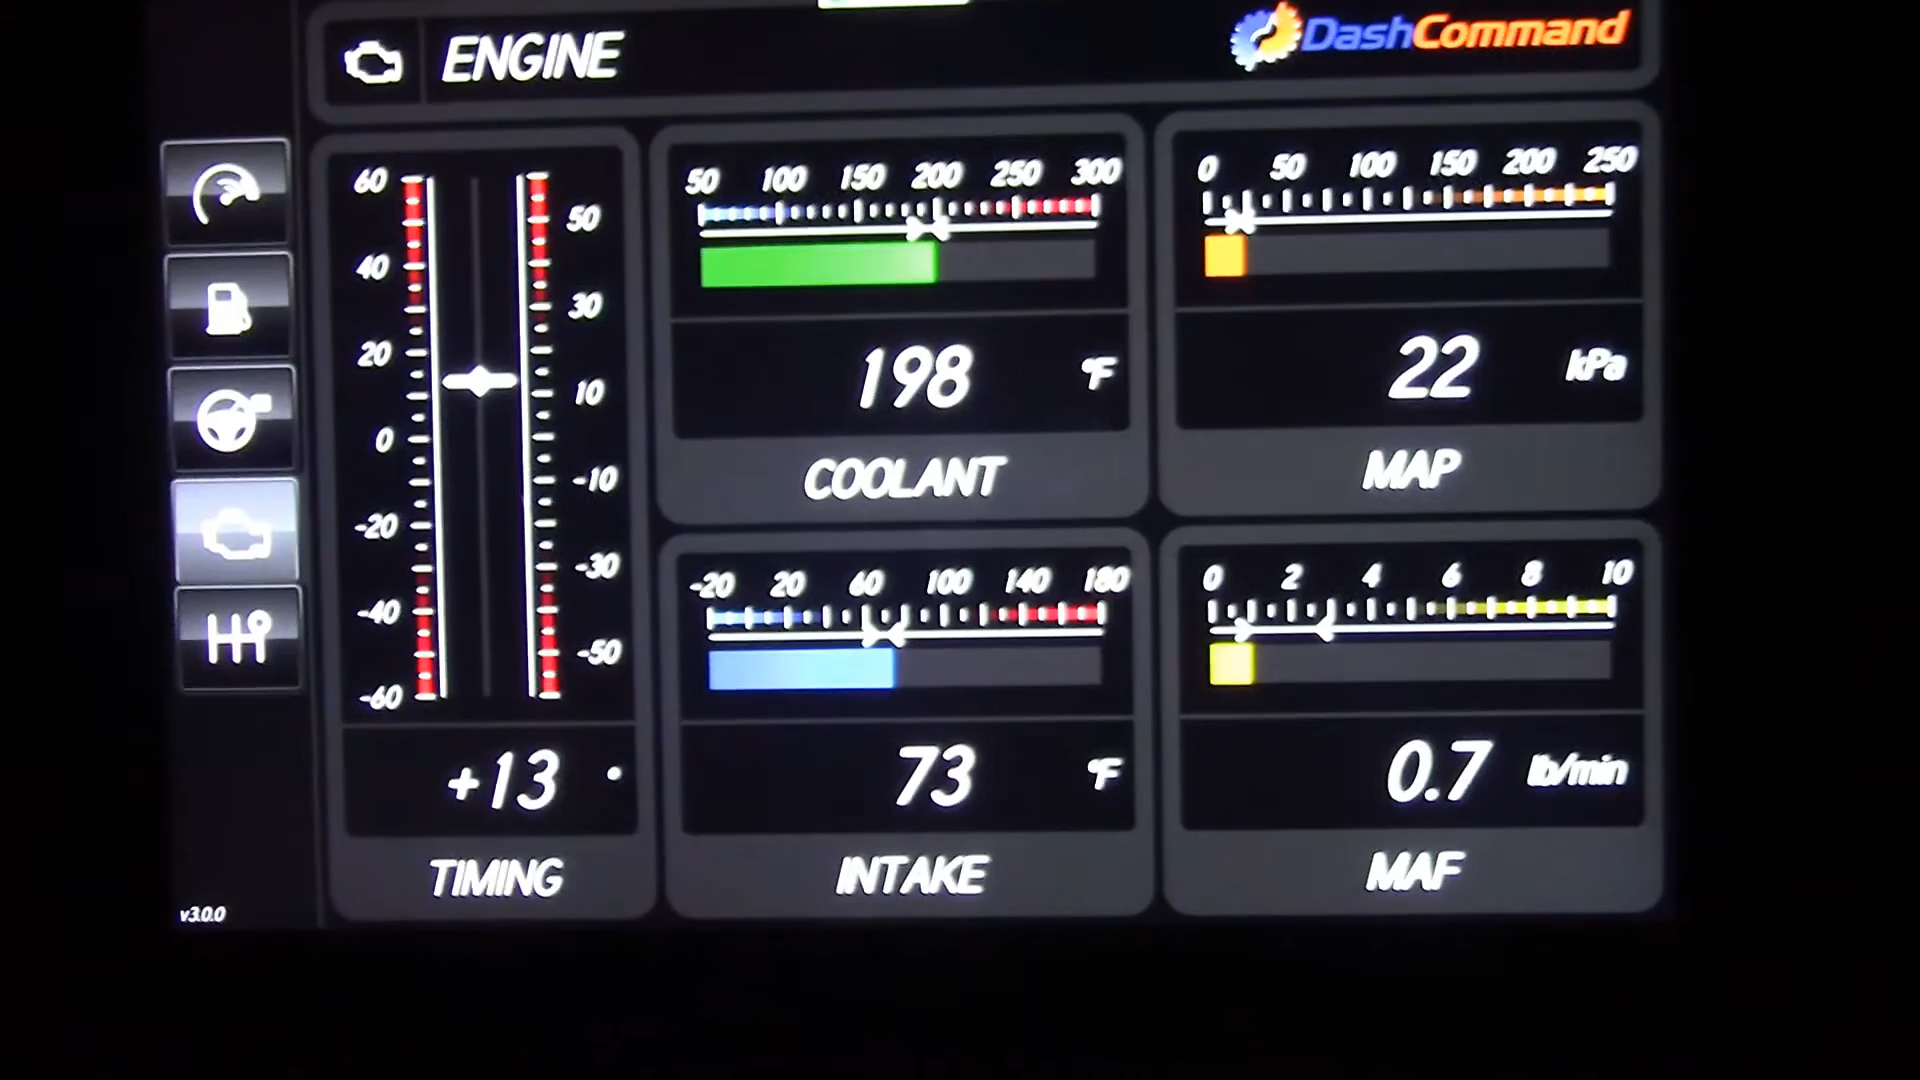 ENGINE
DashCommand
60
40
20
0
-20
-40
-60
50
30
10
-10
-30
-50
+13 °
TIMING
50 100 150 200 250 300
198 °F
COOLANT
0 50 100 150 200 250
22 kPa
MAP
-20 20 60 100 140 180
73 °F
INTAKE
0 2 4 6 8 10
0.7 lb/min
MAF
v3.0.0